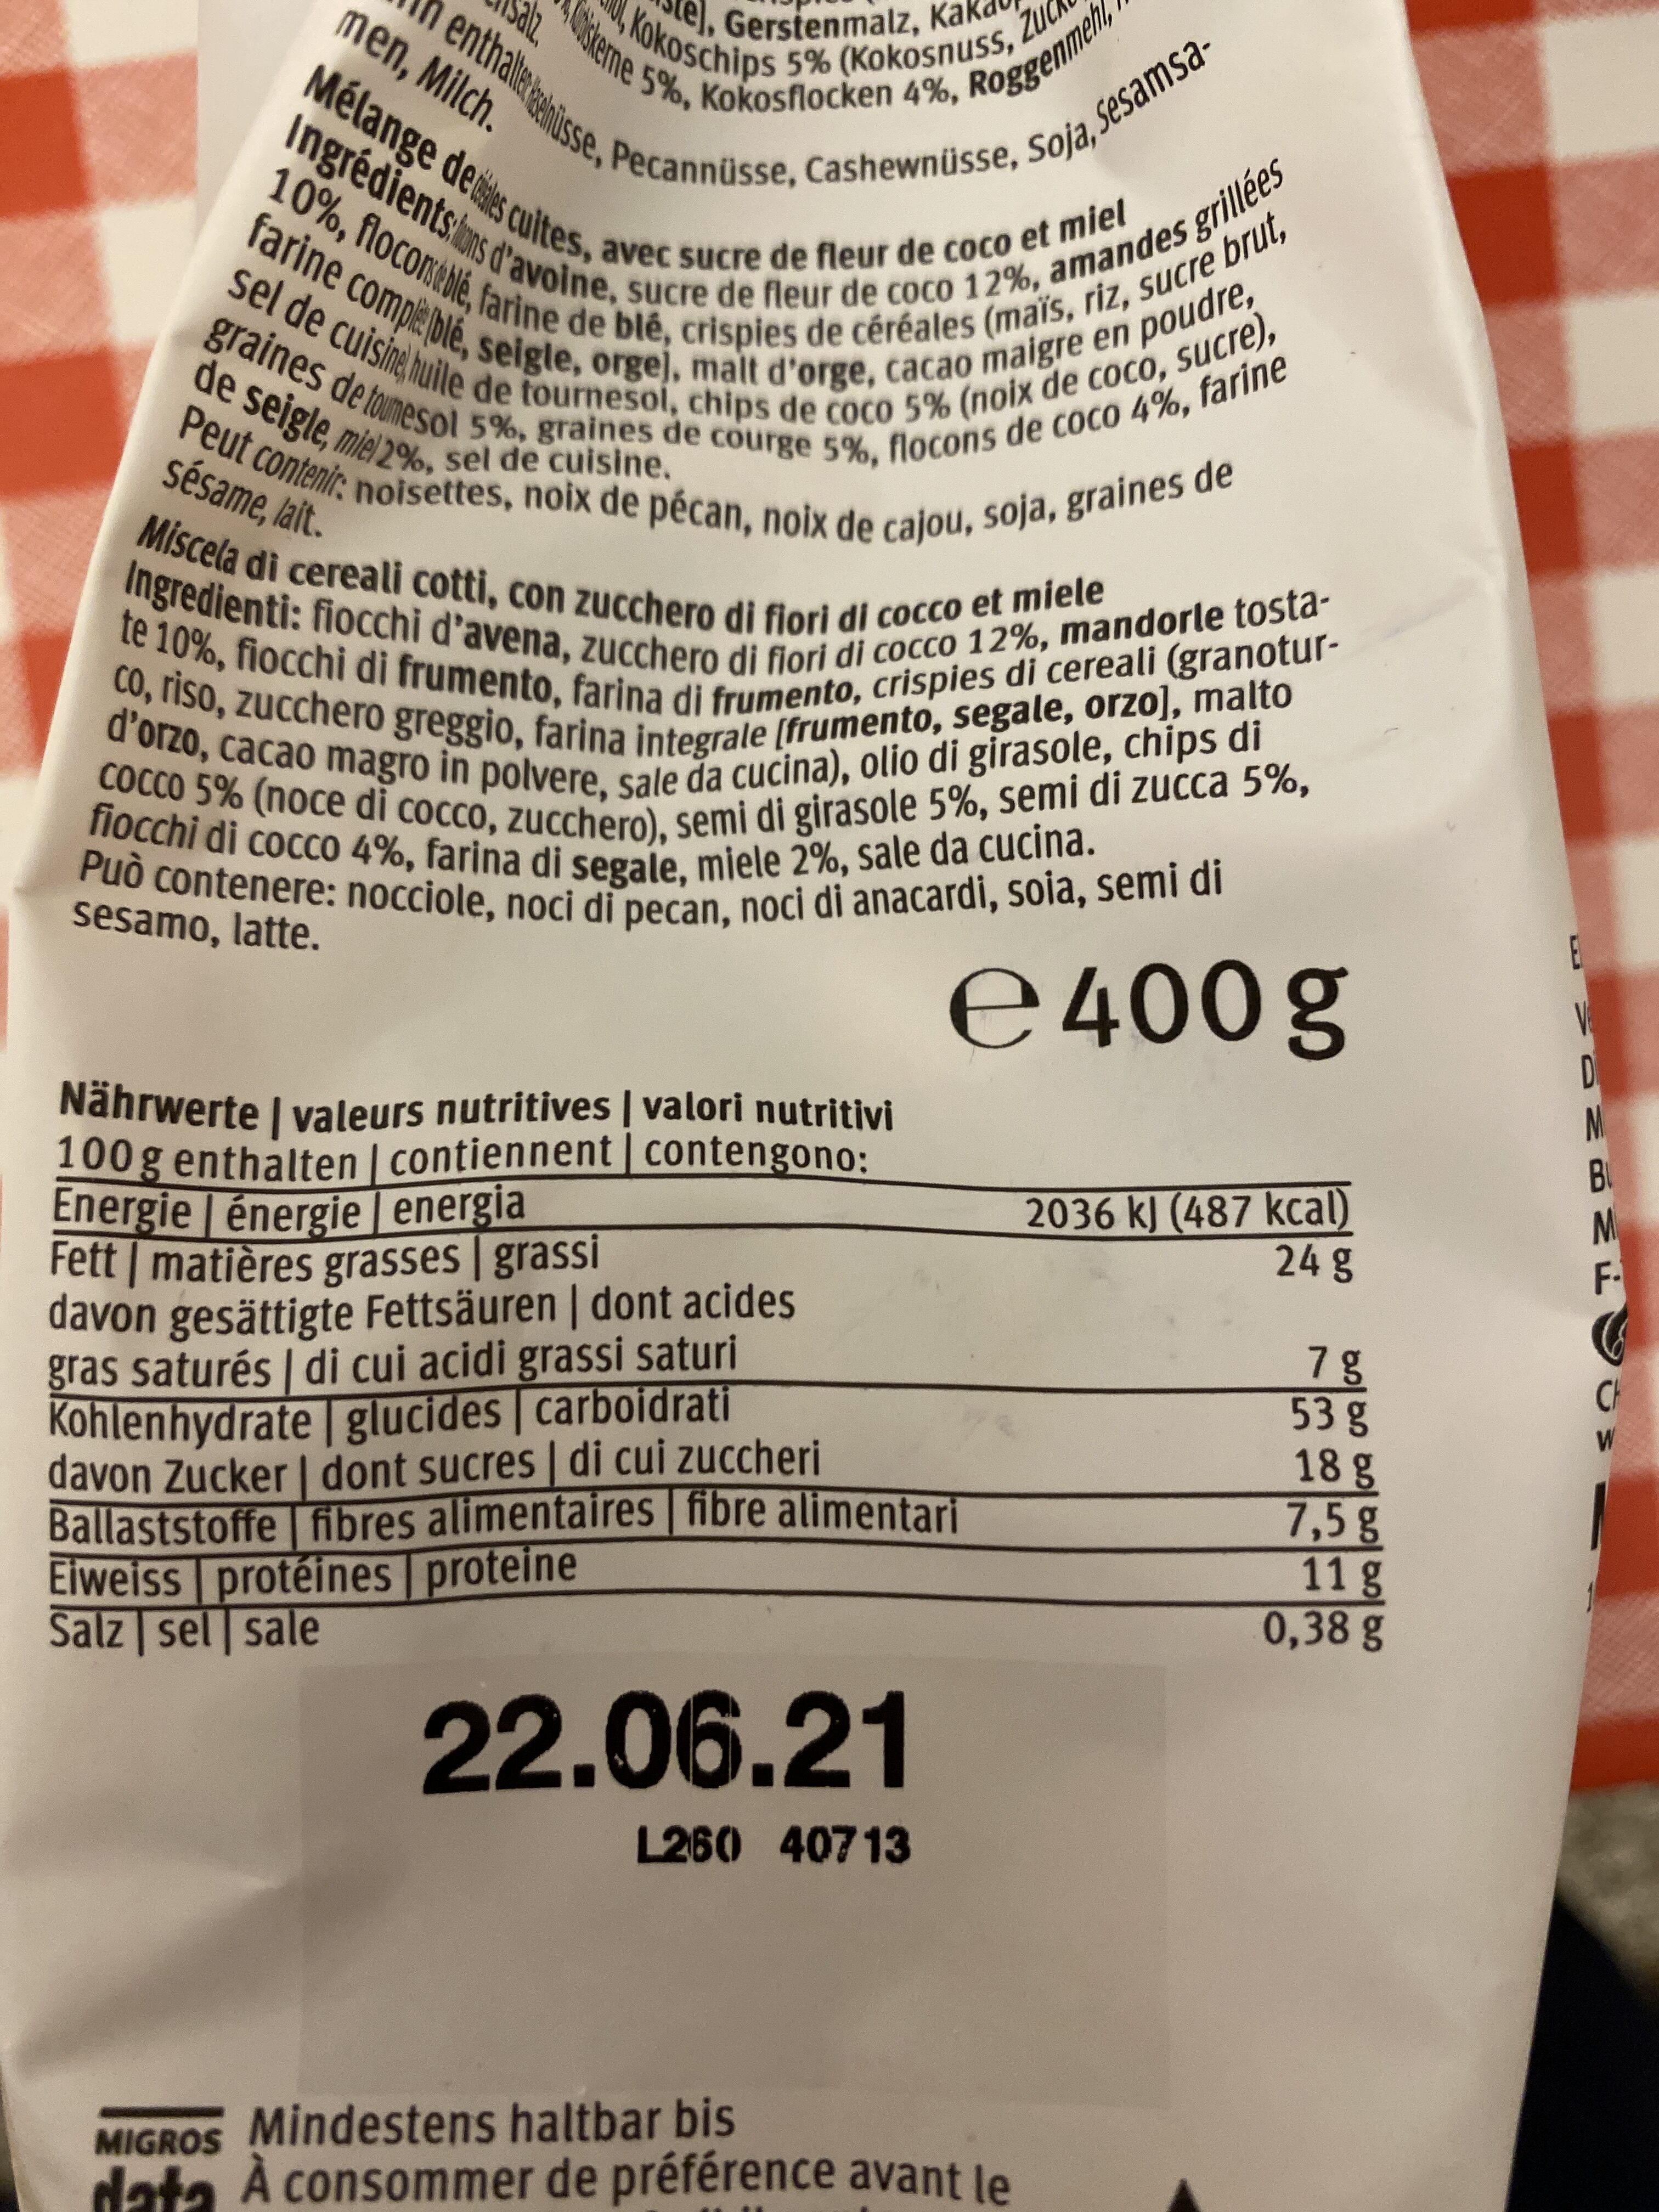 Gerstenmalz,
Kokoschips 5% (Kokosnuss,
5%, Kokosflocken 4%, Roggenmehl,
enthalten: Haselnüsse, Pecannüsse, Cashewnüsse, Soja, Sesamsa-
men, Milch.
Mélange de céréales cuites, avec sucre de fleur de coco et miel
Ingrédients: flocons d'avoine, sucre de fleur de coco 12%, amandes grillées
10%, flocons de blé, farine de blé, crispies de céréales (maïs, riz, sucre brut,
farine complète [blé, seigle, orge], malt d'orge, cacao maigre en poudre,
sel de cuisine), huile de tournesol, chips de coco 5% (noix de coco, sucre),
graines de tournesol 5%, graines de courge 5%, flocons de coco 4%, farine
de seigle, miel 2%, sel de cuisine.
Peut contenir: noisettes, noix de pécan, noix de cajou, soja, graines de
sésame, lait.
Miscela di cereali cotti, con zucchero di fiori di cocco et miele
Ingredienti: fiocchi d'avena, zucchero di fiori di cocco 12%, mandorle tosta-
te 10%, fiocchi di frumento, farina di frumento, crispies di cereali (granotur-
co, riso, zucchero greggio, farina integrale [frumento, segale, orzo], malto
d'orzo, cacao magro in polvere, sale da cucina), olio di girasole, chips di
cocco 5% (noce di cocco, zucchero), semi di girasole 5%, semi di zucca 5%,
fiocchi di cocco 4%, farina di segale, miele 2%, sale da cucina.
Può contenere: nocciole, noci di pecan, noci di anacardi, soia, semi di
sesamo, latte.
e 400 g
Nährwerte | valeurs nutritives | valori nutritivi
100 g enthalten | contiennent | contengono:
Energie | énergie | energia 2036 kJ (487 kcal)
Fett | matières grasses | grassi 24 g
davon gesättigte Fettsäuren | dont acides
gras saturés | di cui acidi grassi saturi 7 g
Kohlenhydrate | glucides | carboidrati 53 g
davon Zucker | dont sucres | di cui zuccheri 18 g
Ballaststoffe | fibres alimentaires | fibre alimentari 7,5 g
Eiweiss | protéines | proteine 11 g
Salz | sel | sale 0,38 g
22.06.21
L260 40713
MIGROS
data
Mindestens haltbar bis
À consommer de préférence avant le